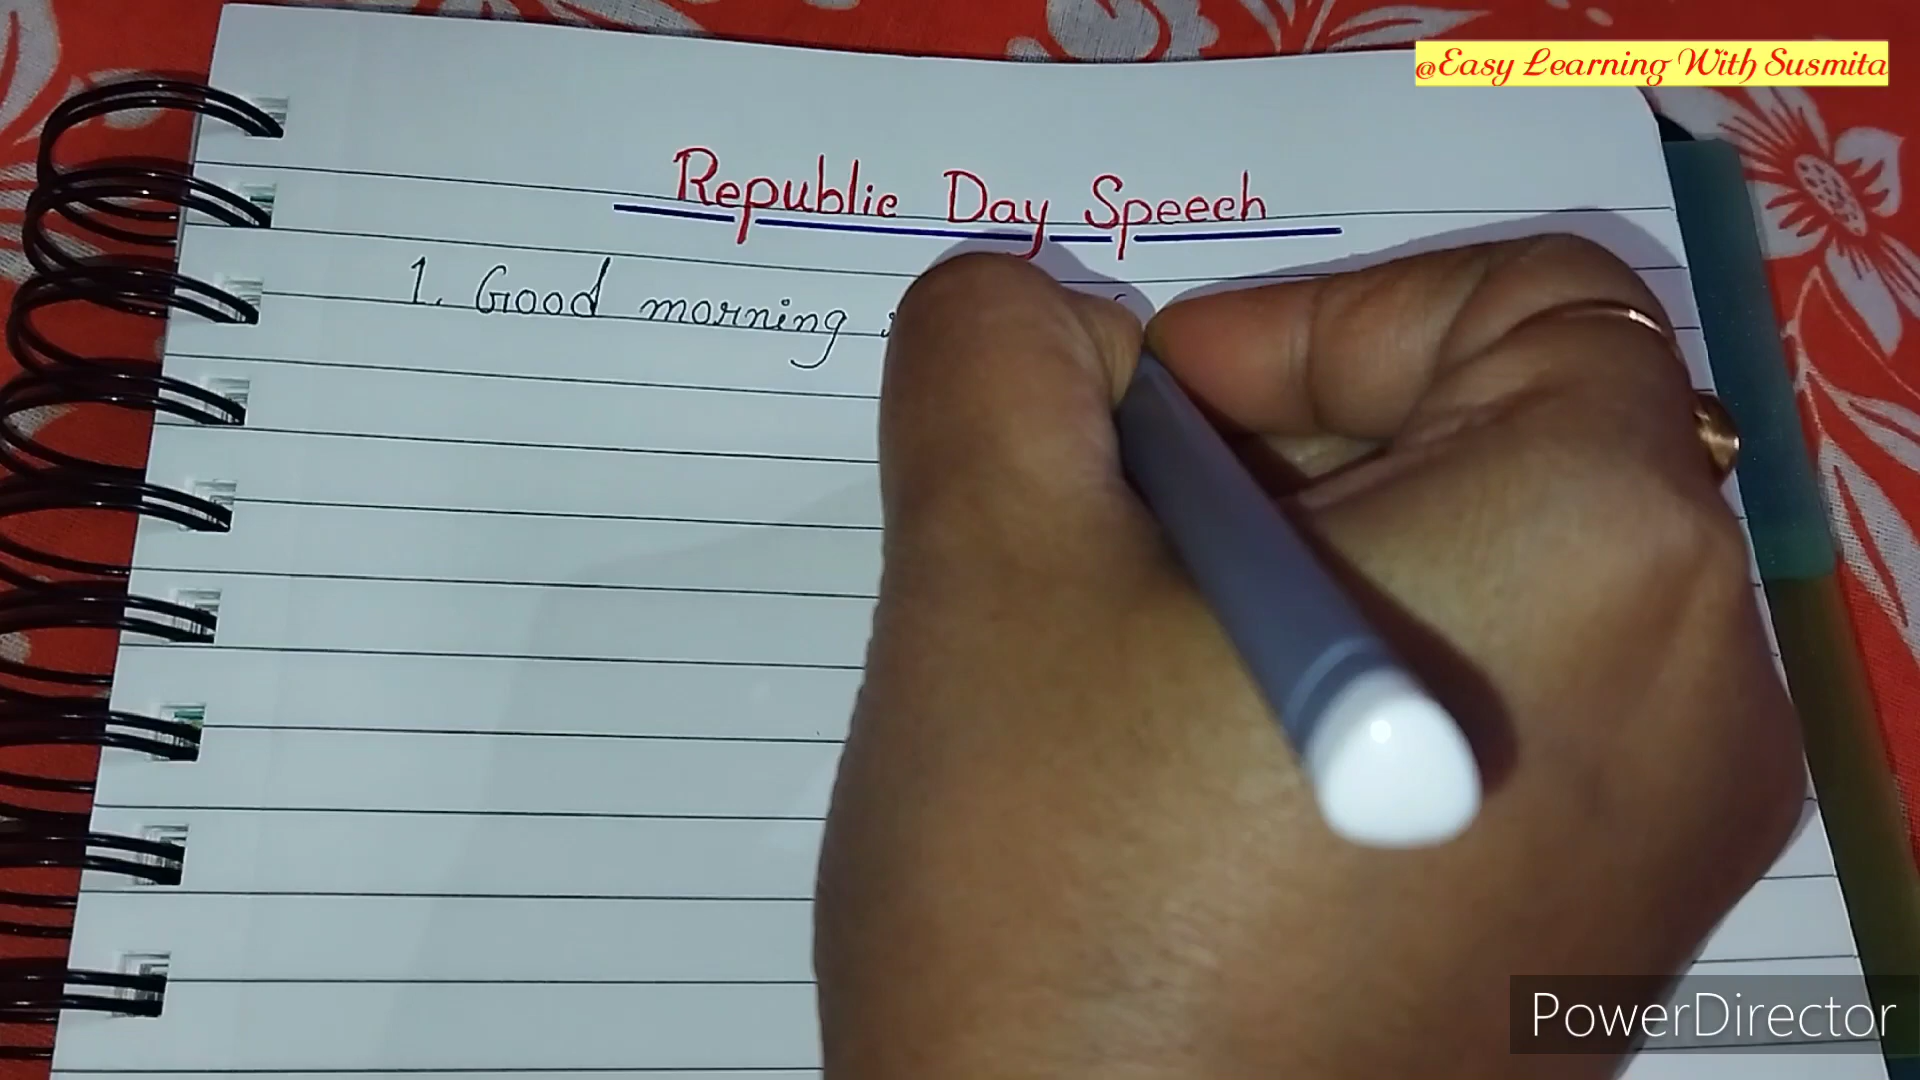 @Easy Learning With Susmita
Republic Day Speech
1. Good morning
PowerDirector